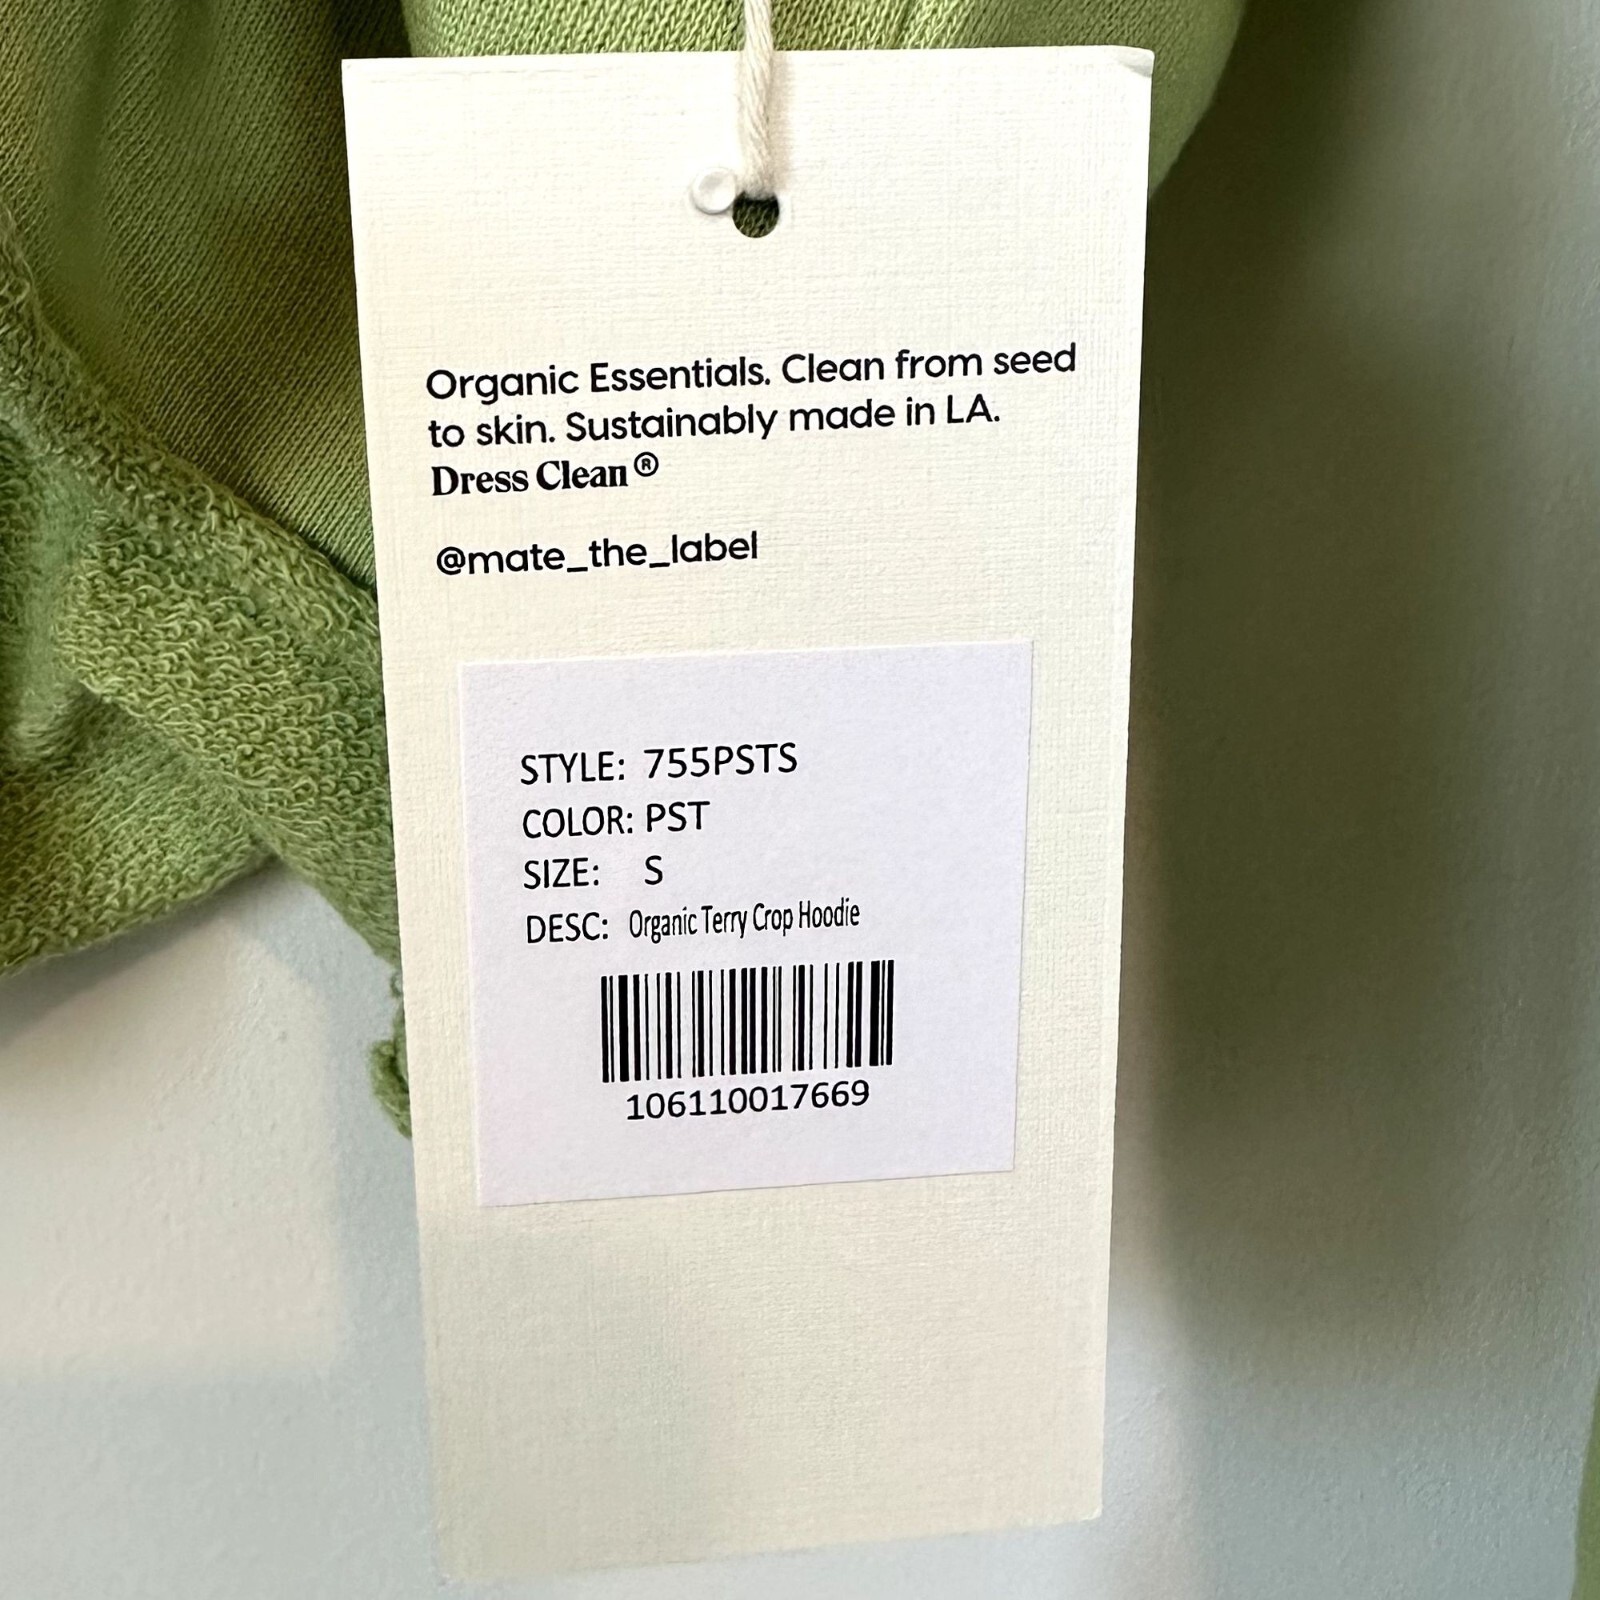 Organic Essentials. Clean from seed
to skin. Sustainably made in LA.
Dress Clean®
@mate_the_label
STYLE: 755PSTS
COLOR: PST
SIZE: S
DESC: Organic Terry Crop Hoodie
106110017669